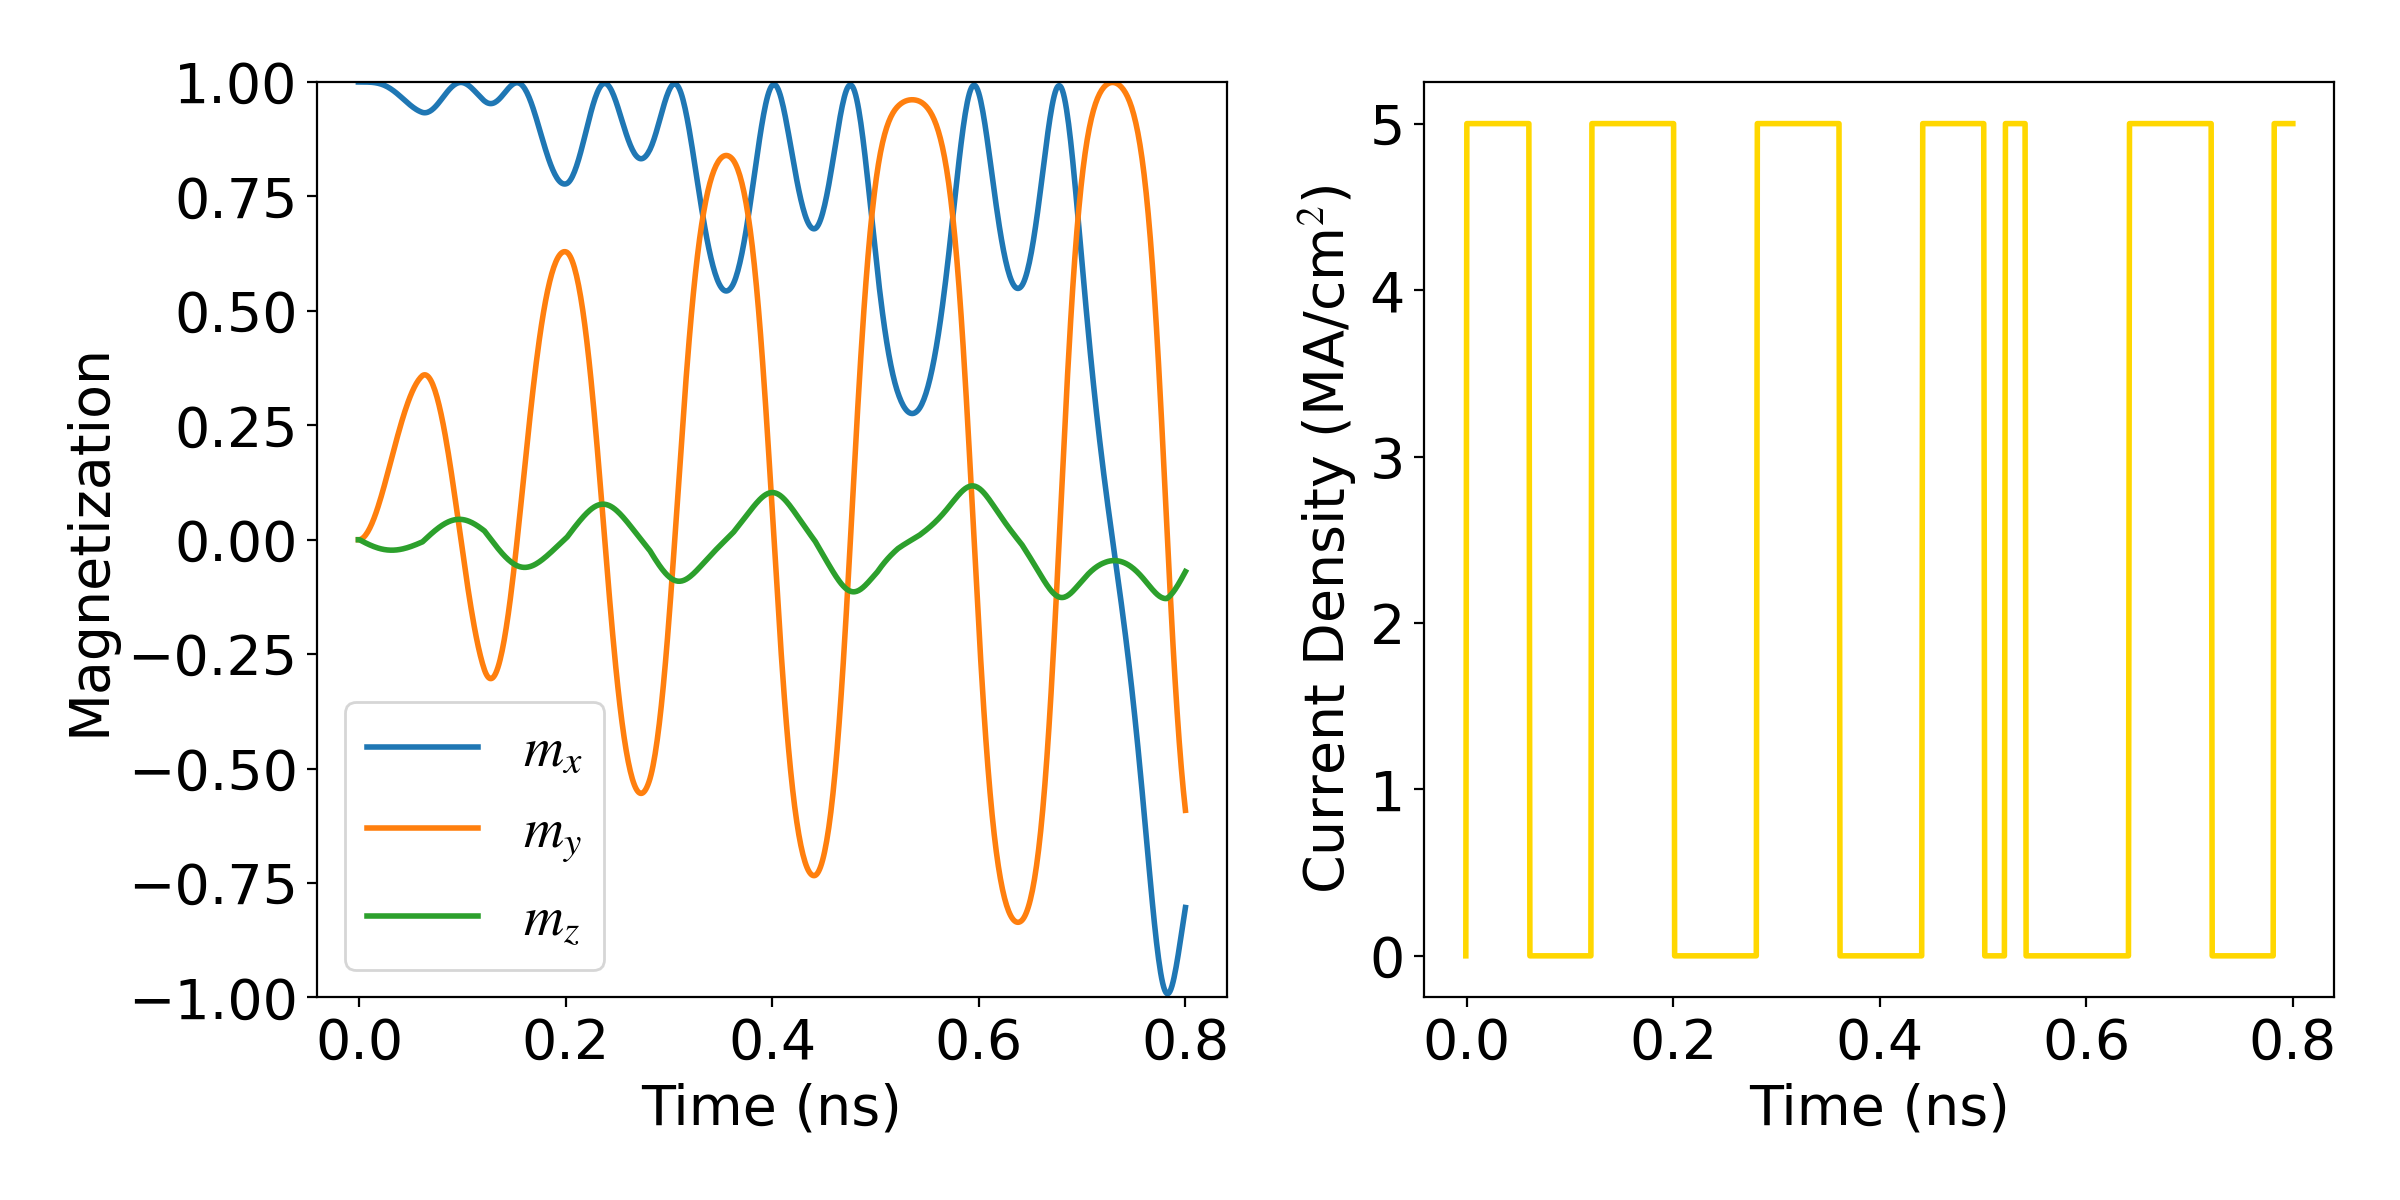 Magnetization
1.00
0.75
0.50
0.25
0.00
−0.25
−0.50
−0.75
−1.00
m_x
m_y
m_z
0.0 0.2 0.4 0.6 0.8
Time (ns)
Current Density (MA/cm²)
5
4
3
2
1
0
0.0 0.2 0.4 0.6 0.8
Time (ns)